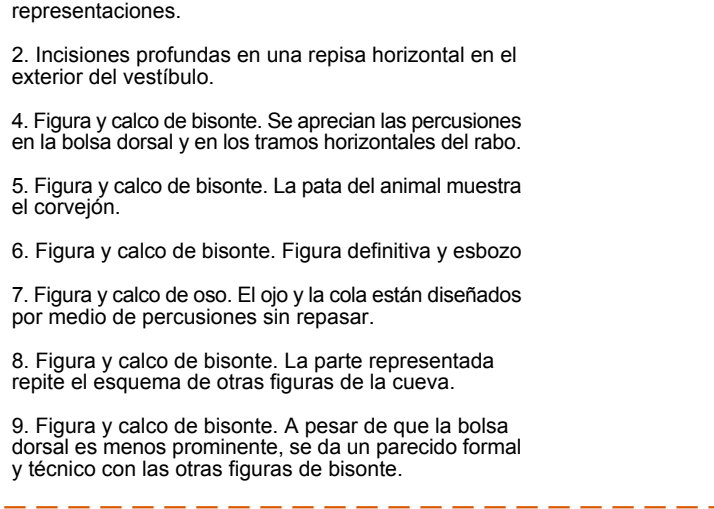 representaciones.
2. Incisiones profundas en una repisa horizontal en el
exterior del vestíbulo.
4. Figura y calco de bisonte. Se aprecian las percusiones
en la bolsa dorsal y en los tramos horizontales del rabo.
5. Figura y calco de bisonte. La pata del animal muestra
el corvejón.
6. Figura y calco de bisonte. Figura definitiva y esbozo
7. Figura y calco de oso. El ojo y la cola están diseñados
por medio de percusiones sin repasar.
8. Figura y calco de bisonte. La parte representada
repite el esquema de otras figuras de la cueva.
9. Figura y calco de bisonte. A pesar de que la bolsa
dorsal es menos prominente, se da un parecido formal
y técnico con las otras figuras de bisonte.